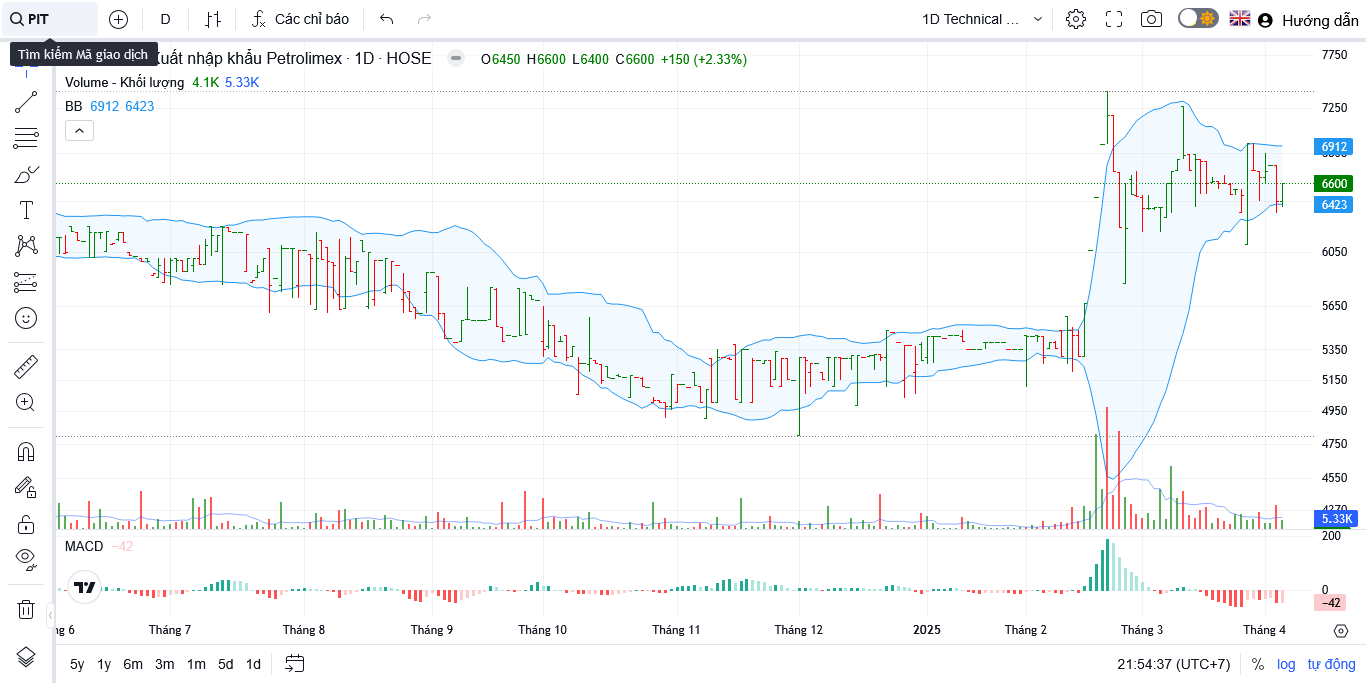 PIT D Các chỉ báo 1D Technical ... Hướng dẫn
Tìm kiếm Mã giao dịch
Xuất nhập khẩu Petrolimex · 1D · HOSE O6450 H6600 L6400 C6600 +150 (+2.33%)
Volume - Khối lượng 4.1K 5.33K
BB 6912 6423
7750
7250
6912
6600
6423
6050
5650
5350
5150
4950
4750
4550
5.33K
MACD −42
200
0
−42
ng 6 Tháng 7 Tháng 8 Tháng 9 Tháng 10 Tháng 11 Tháng 12 2025 Tháng 2 Tháng 3 Tháng 4
5y 1y 6m 3m 1m 5d 1d 21:54:37 (UTC+7) % log tự động